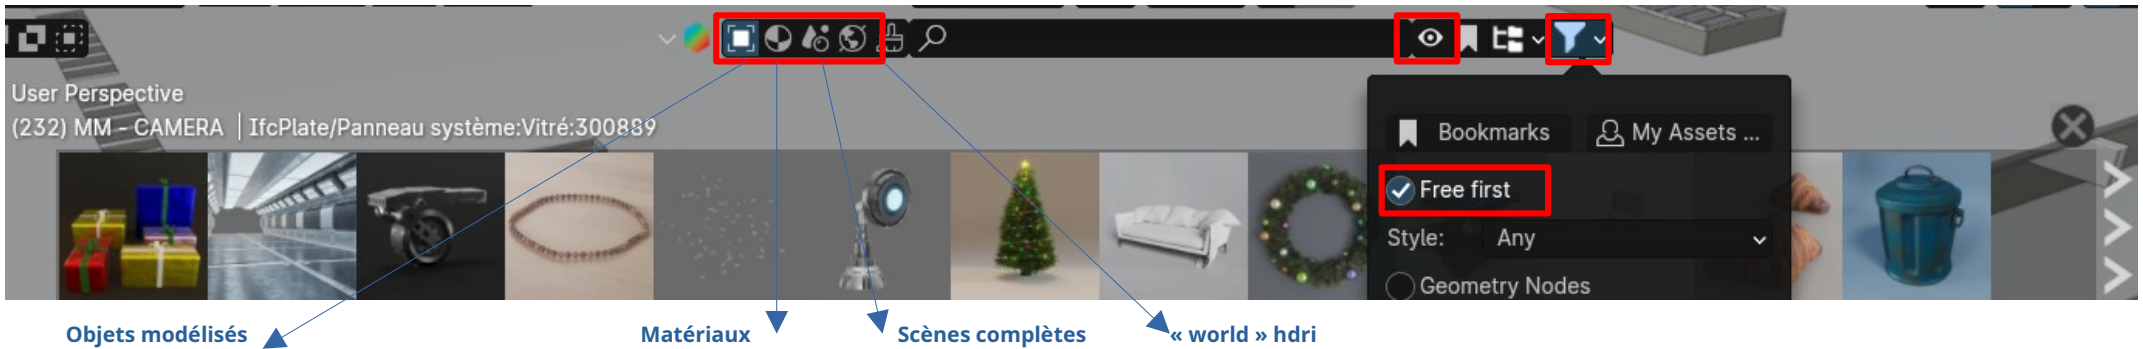 User Perspective
(232) MM - CAMERA | IfcPlate/Panneau système:Vitré:300889
Bookmarks
My Assets ...
Free first
Style:
Any
Geometry Nodes
Objets modélisés
Matériaux
Scènes complètes
« world » hdri